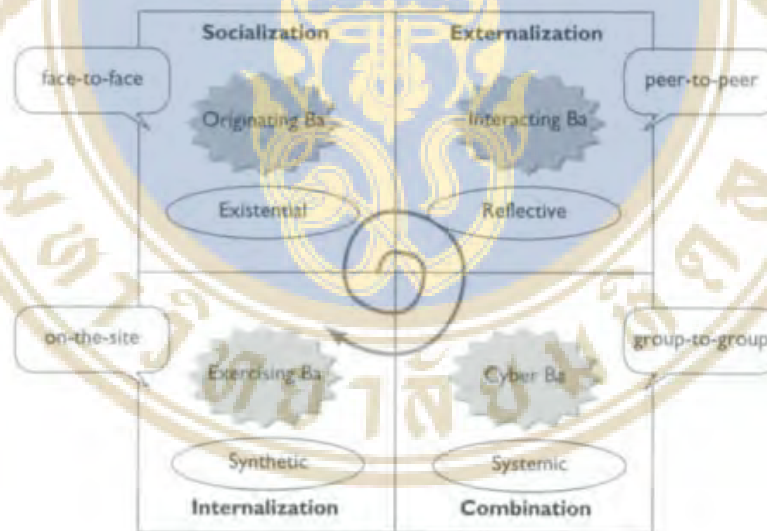 Socialization
Externalization
face-to-face
peer-to-peer
Originating Ba
Interacting Ba
Existential
Reflective
on-the-site
group-to-group
Exercising Ba
Cyber Ba
Synthetic
Systemic
Internalization
Combination